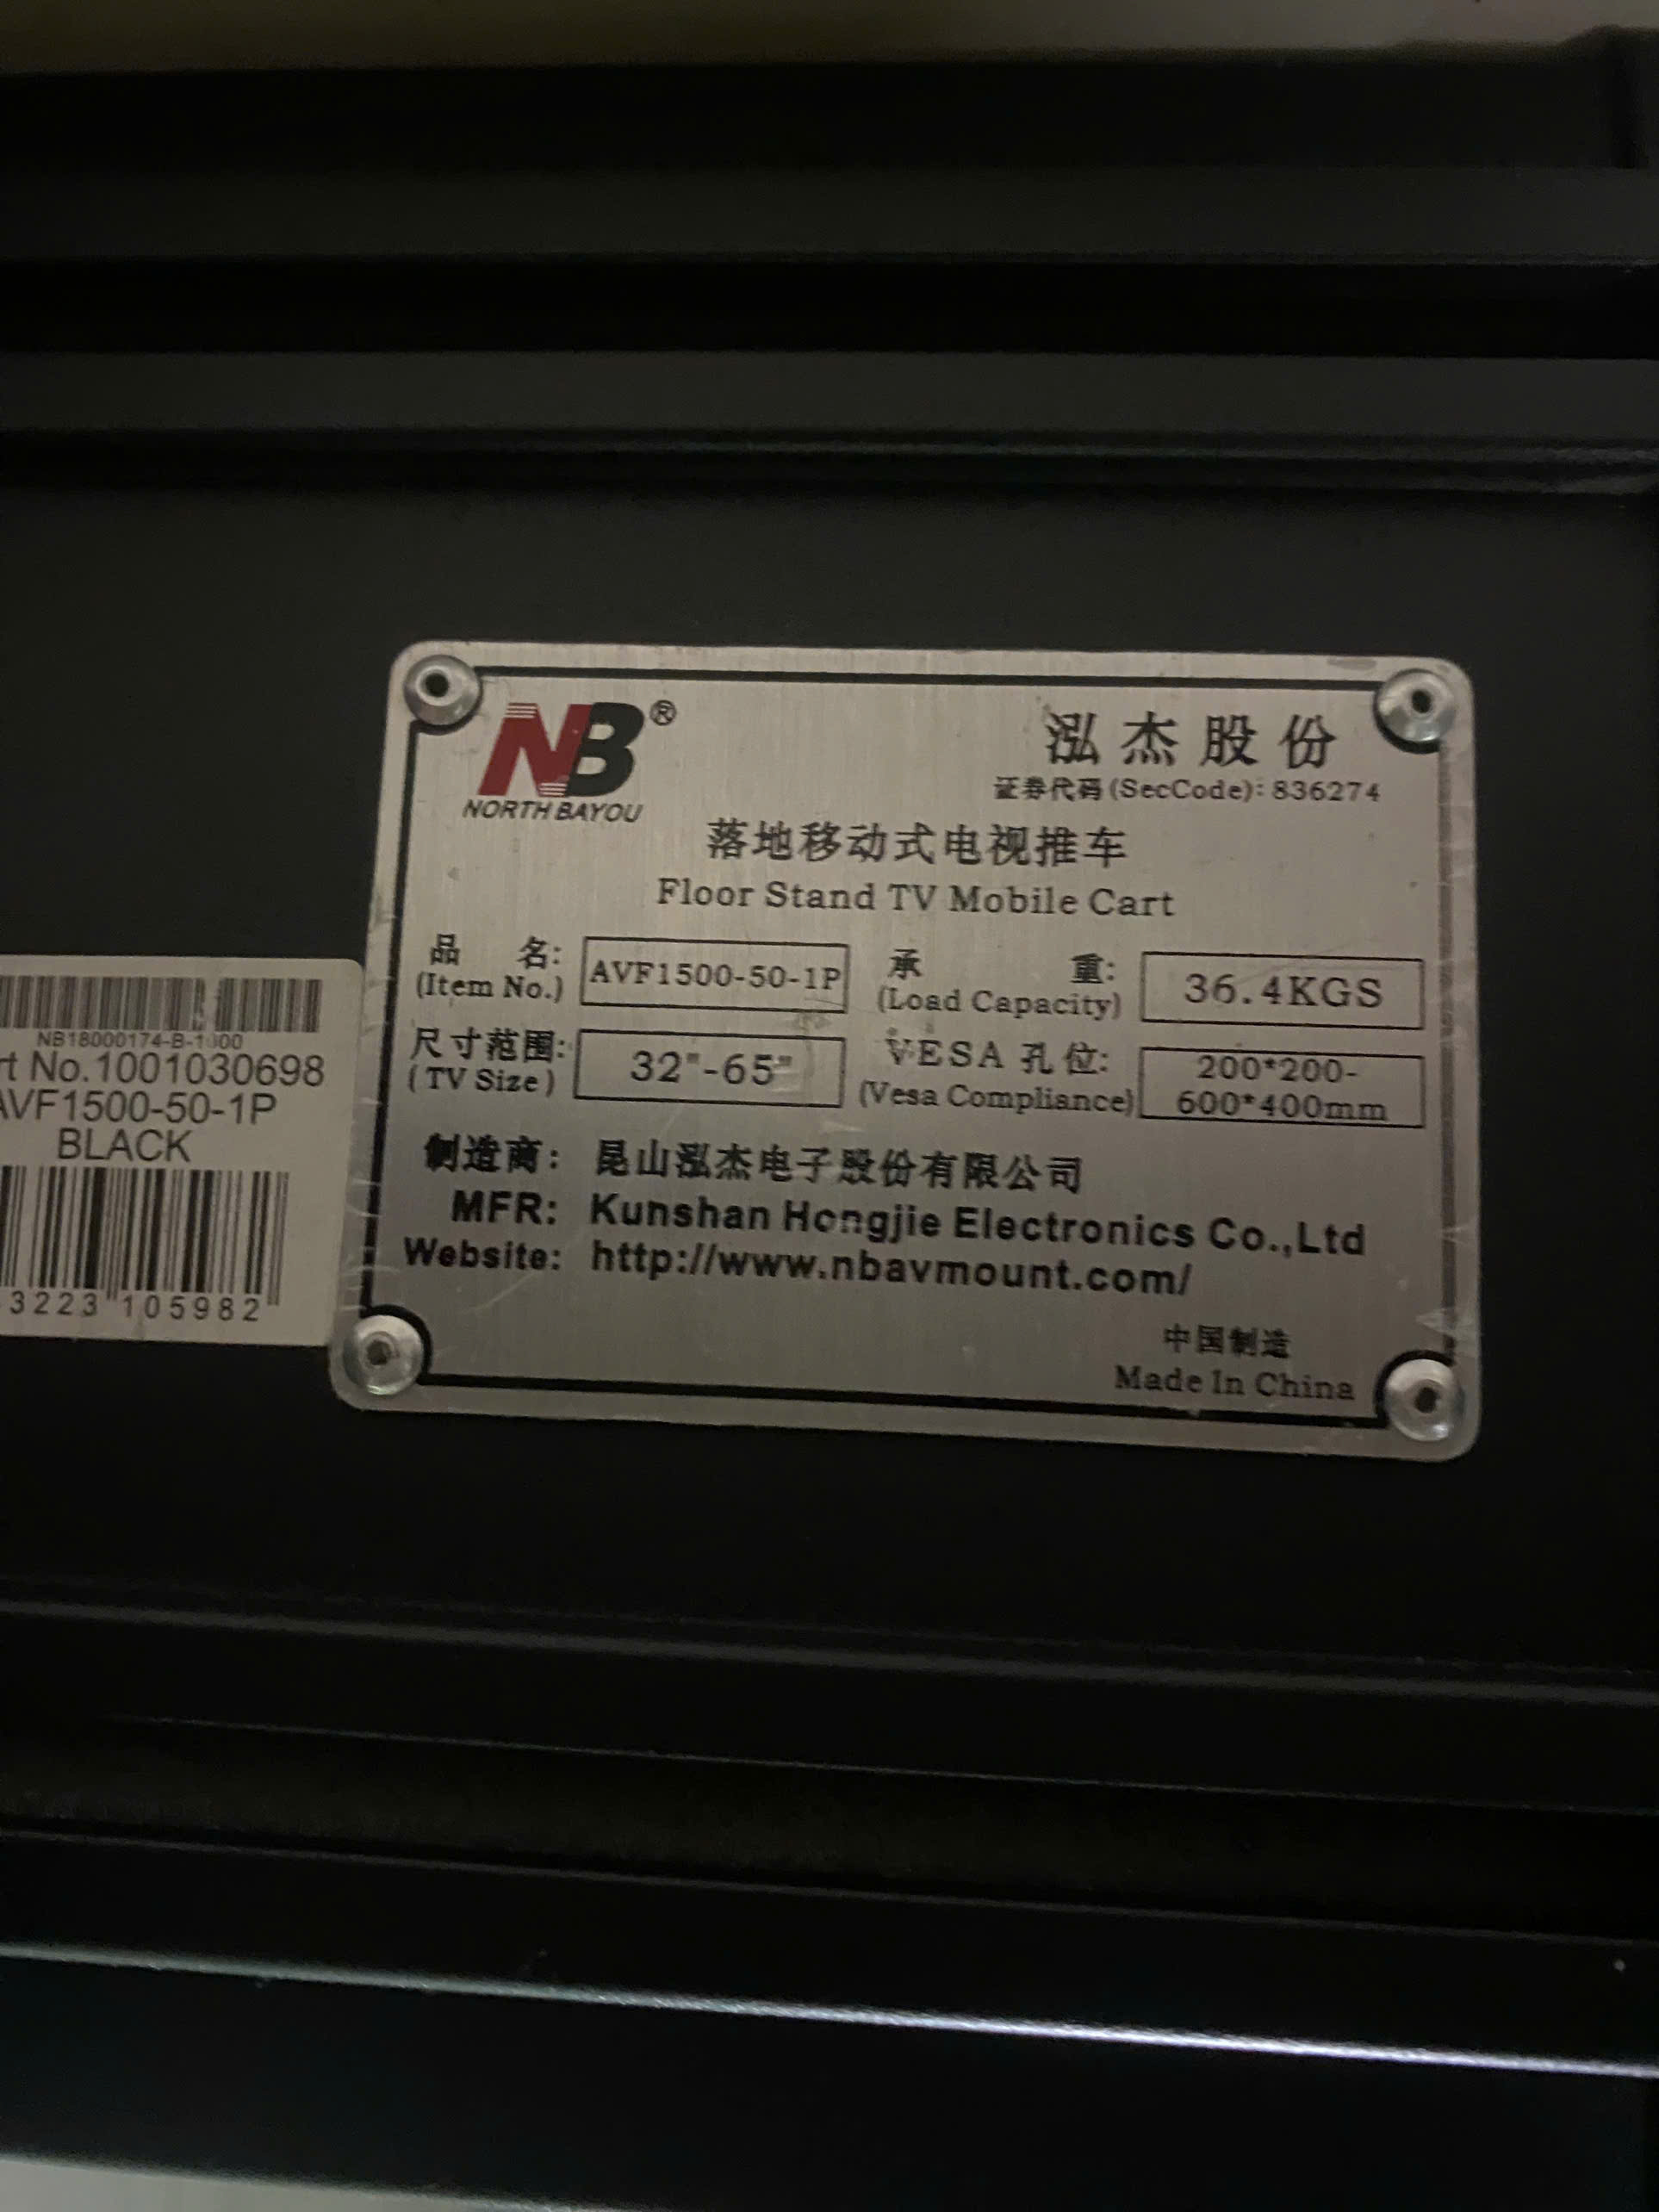 NB®
NORTH BAYOU
泓杰股份
证券代码(SecCode):836274
落地移动式电视推车
Floor Stand TV Mobile Cart
品 名: AVF1500-50-1P 承 重: 36.4KGS
(Item No.) (Load Capacity)
尺寸范围: 32"-65" VESA 孔位: 200*200-
(TV Size) (Vesa Compliance) 600*400mm
制造商: 昆山泓杰电子股份有限公司
MFR: Kunshan Hongjie Electronics Co.,Ltd
Website: http://www.nbavmount.com/
中国制造
Made In China
No.1001030698
AVF1500-50-1P
BLACK
3223 105982